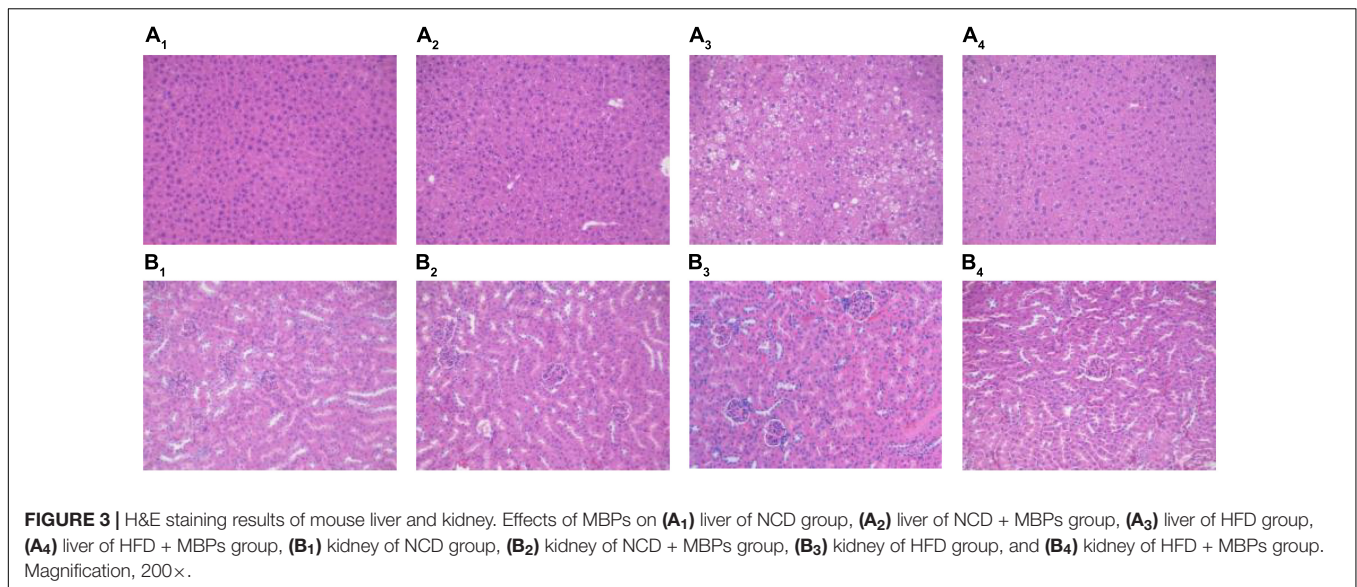 A₁ A₂ A₃ A₄
B₁ B₂ B₃ B₄
FIGURE 3 | H&E staining results of mouse liver and kidney. Effects of MBPs on (A₁) liver of NCD group, (A₂) liver of NCD + MBPs group, (A₃) liver of HFD group,
(A₄) liver of HFD + MBPs group, (B₁) kidney of NCD group, (B₂) kidney of NCD + MBPs group, (B₃) kidney of HFD group, and (B₄) kidney of HFD + MBPs group.
Magnification, 200×.